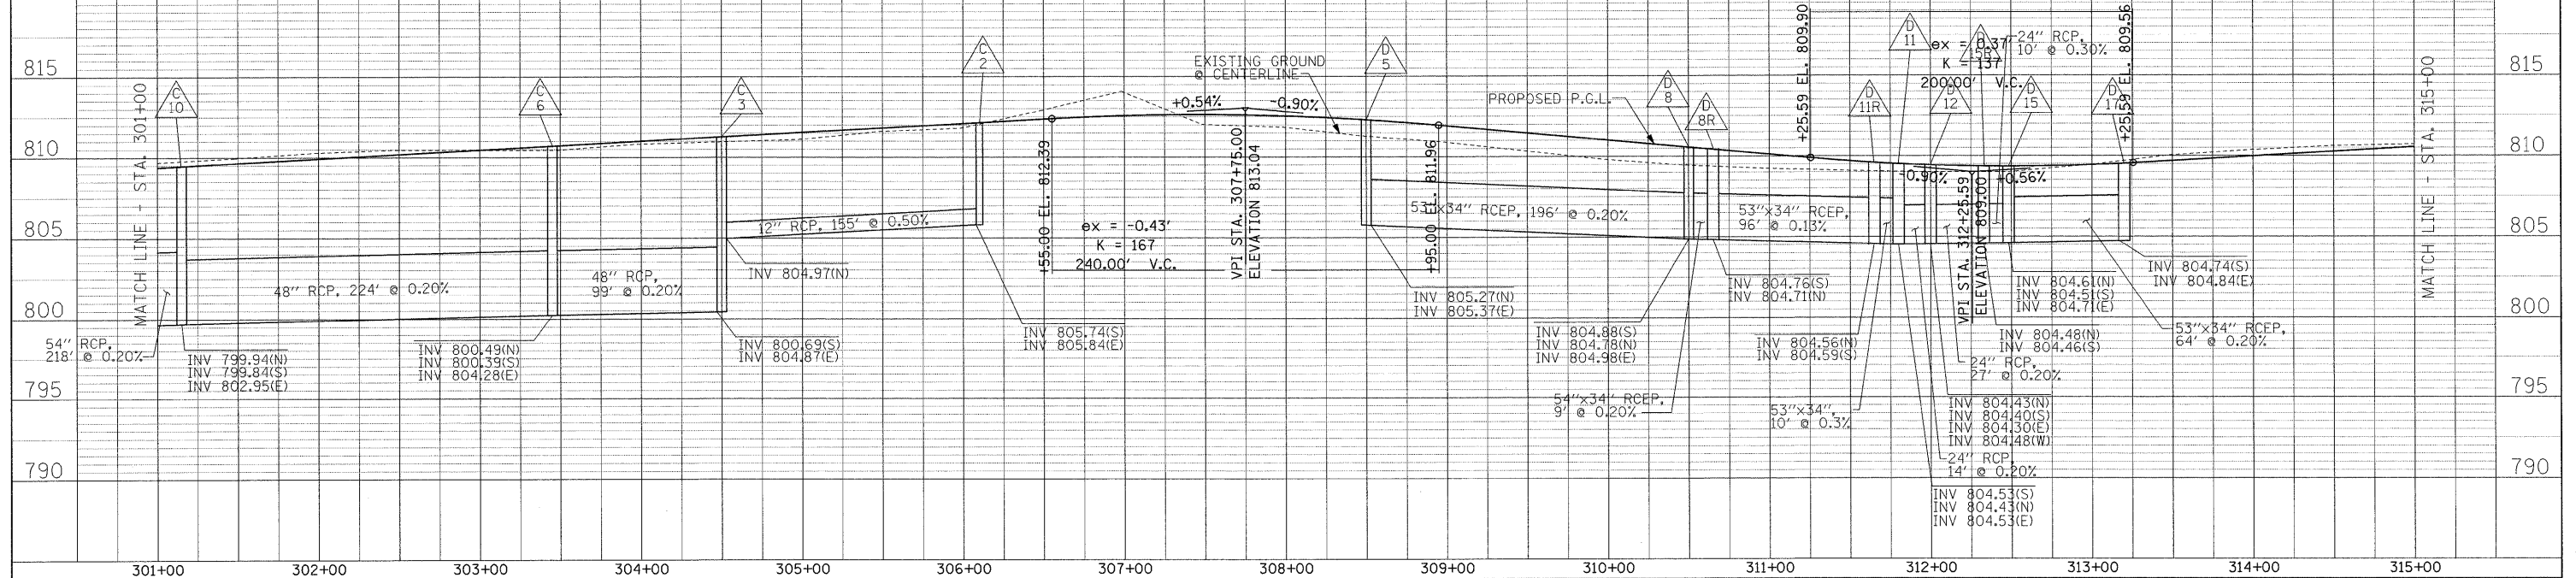 815
810
805
800
795
790
MATCH LINE - STA. 301+00
C
10
C
6
C
3
C
2
D
5
D
8
D
8R
D
11R
D
11
D
12
D
15R
D
15
D
17
EXISTING GROUND
@ CENTERLINE
PROPOSED P.G.L.
+0.54%
-0.90%
+55.00 EL. 812.39
ex = -0.43'
K = 167
240.00' V.C.
VPI STA. 307+75.00
ELEVATION 813.04
+95.00 EL. 811.96
+25.59 EL. 809.90
ex = 0.37'
K = 137
200.00' V.C.
+25.59 EL. 809.56
-0.90%
+0.56%
VPI STA. 312+25.59
ELEVATION 809.00
24" RCP,
10' @ 0.30%
54" RCP,
218' @ 0.20%
48" RCP, 224' @ 0.20%
48" RCP,
99' @ 0.20%
12" RCP, 155' @ 0.50%
53"x34" RCEP, 196' @ 0.20%
53"x34" RCEP,
96' @ 0.13%
INV 799.94(N)
INV 799.84(S)
INV 802.95(E)
INV 800.49(N)
INV 800.39(S)
INV 804.28(E)
INV 804.97(N)
INV 800.69(S)
INV 804.87(E)
INV 805.74(S)
INV 805.84(E)
INV 805.27(N)
INV 805.37(E)
INV 804.88(S)
INV 804.78(N)
INV 804.98(E)
54"x34" RCEP,
9' @ 0.20%
INV 804.76(S)
INV 804.71(N)
INV 804.56(N)
INV 804.59(S)
53"x34",
10' @ 0.3%
INV 804.61(N)
INV 804.51(S)
INV 804.71(E)
INV 804.48(N)
INV 804.46(S)
24" RCP,
27' @ 0.20%
INV 804.43(N)
INV 804.40(S)
INV 804.30(E)
INV 804.48(W)
24" RCP,
14' @ 0.20%
INV 804.53(S)
INV 804.43(N)
INV 804.53(E)
INV 804.74(S)
INV 804.84(E)
53"x34" RCEP,
64' @ 0.20%
MATCH LINE - STA. 315+00
815
810
805
800
795
790
301+00
302+00
303+00
304+00
305+00
306+00
307+00
308+00
309+00
310+00
311+00
312+00
313+00
314+00
315+00